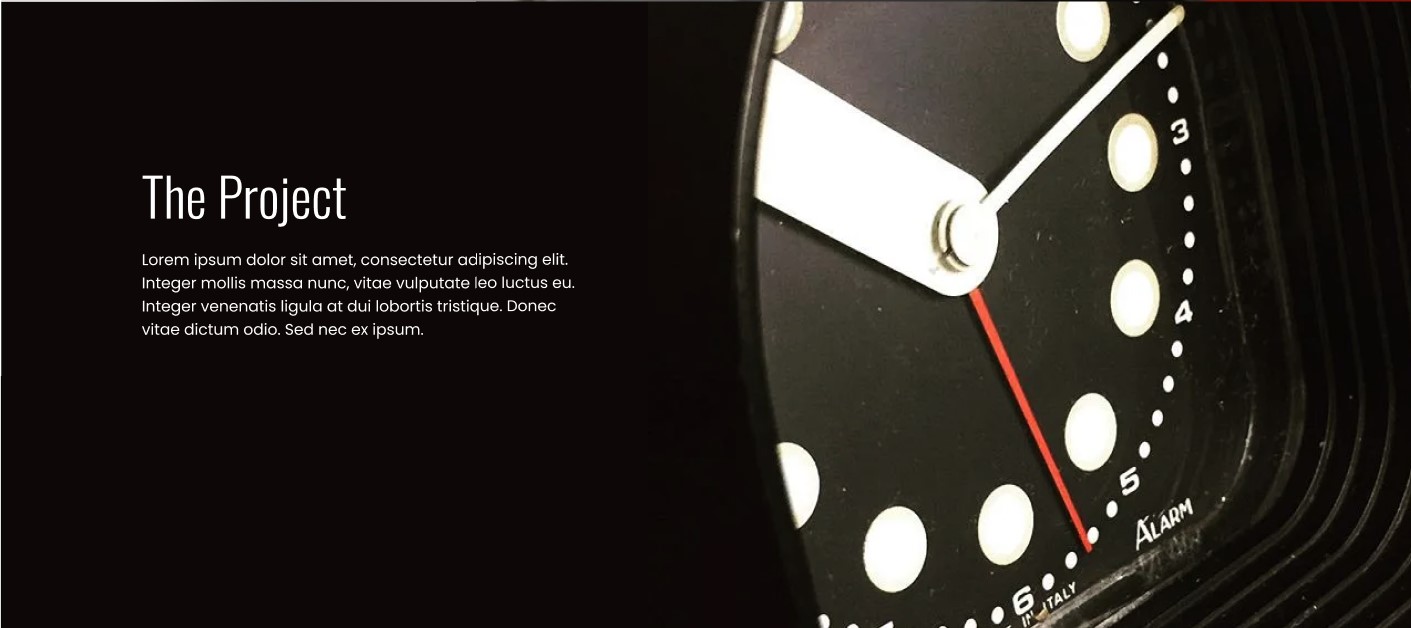 The Project
Lorem ipsum dolor sit amet, consectetur adipiscing elit.
Integer mollis massa nunc, vitae vulputate leo luctus eu.
Integer venenatis ligula at dui lobortis tristique. Donec
vitae dictum odio. Sed nec ex ipsum.
3
4
5
ALARM
6
IN ITALY